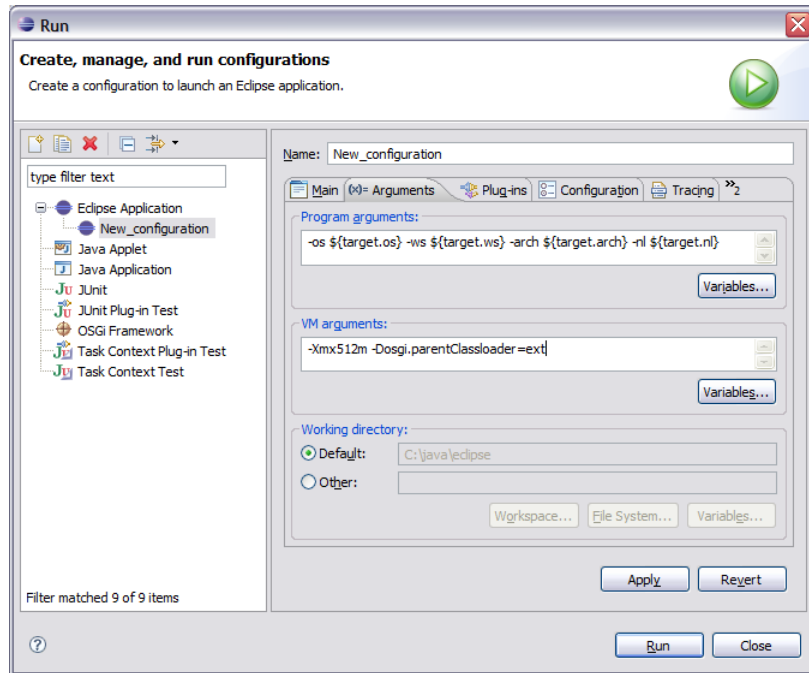 Run
Create, manage, and run configurations
Create a configuration to launch an Eclipse application.
type filter text
Eclipse Application
New_configuration
Java Applet
Java Application
JUnit
JUnit Plug-in Test
OSGi Framework
Task Context Plug-in Test
Task Context Test
Filter matched 9 of 9 items
Name: New_configuration
Main (x)= Arguments Plug-ins Configuration Tracing »2
Program arguments:
-os ${target.os} -ws ${target.ws} -arch ${target.arch} -nl ${target.nl}
Variables...
VM arguments:
-Xmx512m -Dosgi.parentClassloader=ext
Variables...
Working directory:
Default: C:\java\eclipse
Other:
Workspace... File System... Variables...
Apply Revert
? Run Close